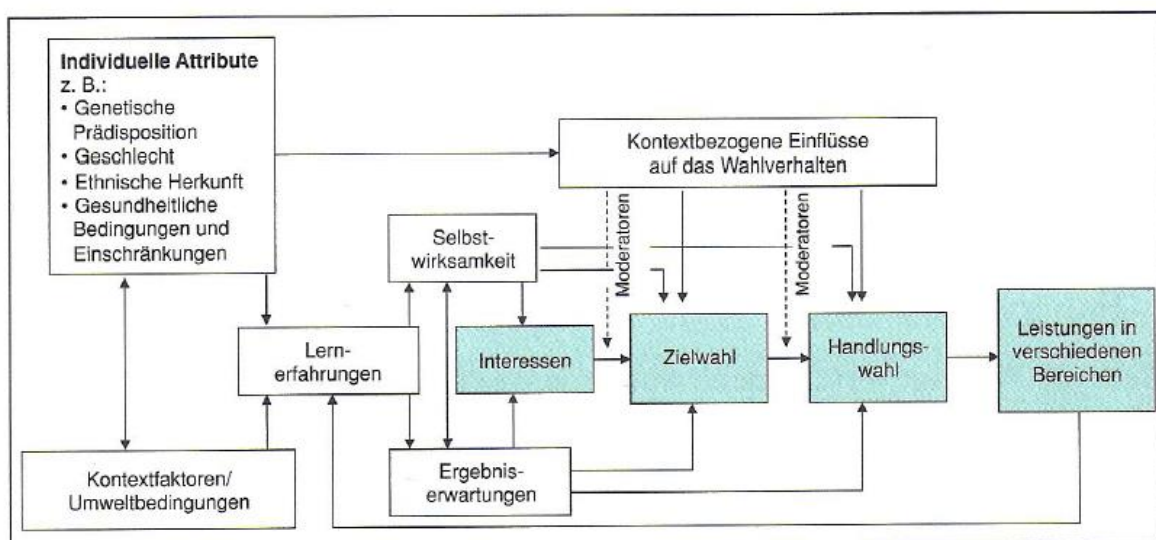 Individuelle Attribute
z. B.:
• Genetische
Prädisposition
• Geschlecht
• Ethnische Herkunft
• Gesundheitliche
Bedingungen und
Einschränkungen
Kontextbezogene Einflüsse
auf das Wahlverhalten
Moderatoren
Moderatoren
Selbst-
wirksamkeit
Lern-
erfahrungen
Interessen
Zielwahl
Handlungs-
wahl
Leistungen in
verschiedenen
Bereichen
Kontextfaktoren/
Umweltbedingungen
Ergebnis-
erwartungen